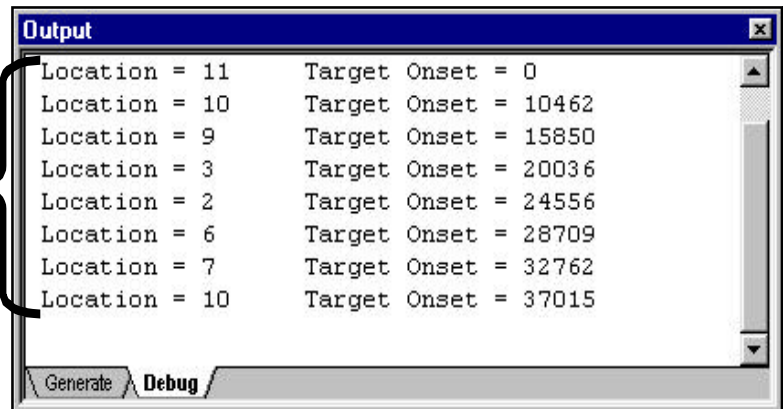 Output
Location = 11 Target Onset = 0
Location = 10 Target Onset = 10462
Location = 9 Target Onset = 15850
Location = 3 Target Onset = 20036
Location = 2 Target Onset = 24556
Location = 6 Target Onset = 28709
Location = 7 Target Onset = 32762
Location = 10 Target Onset = 37015
Generate Debug